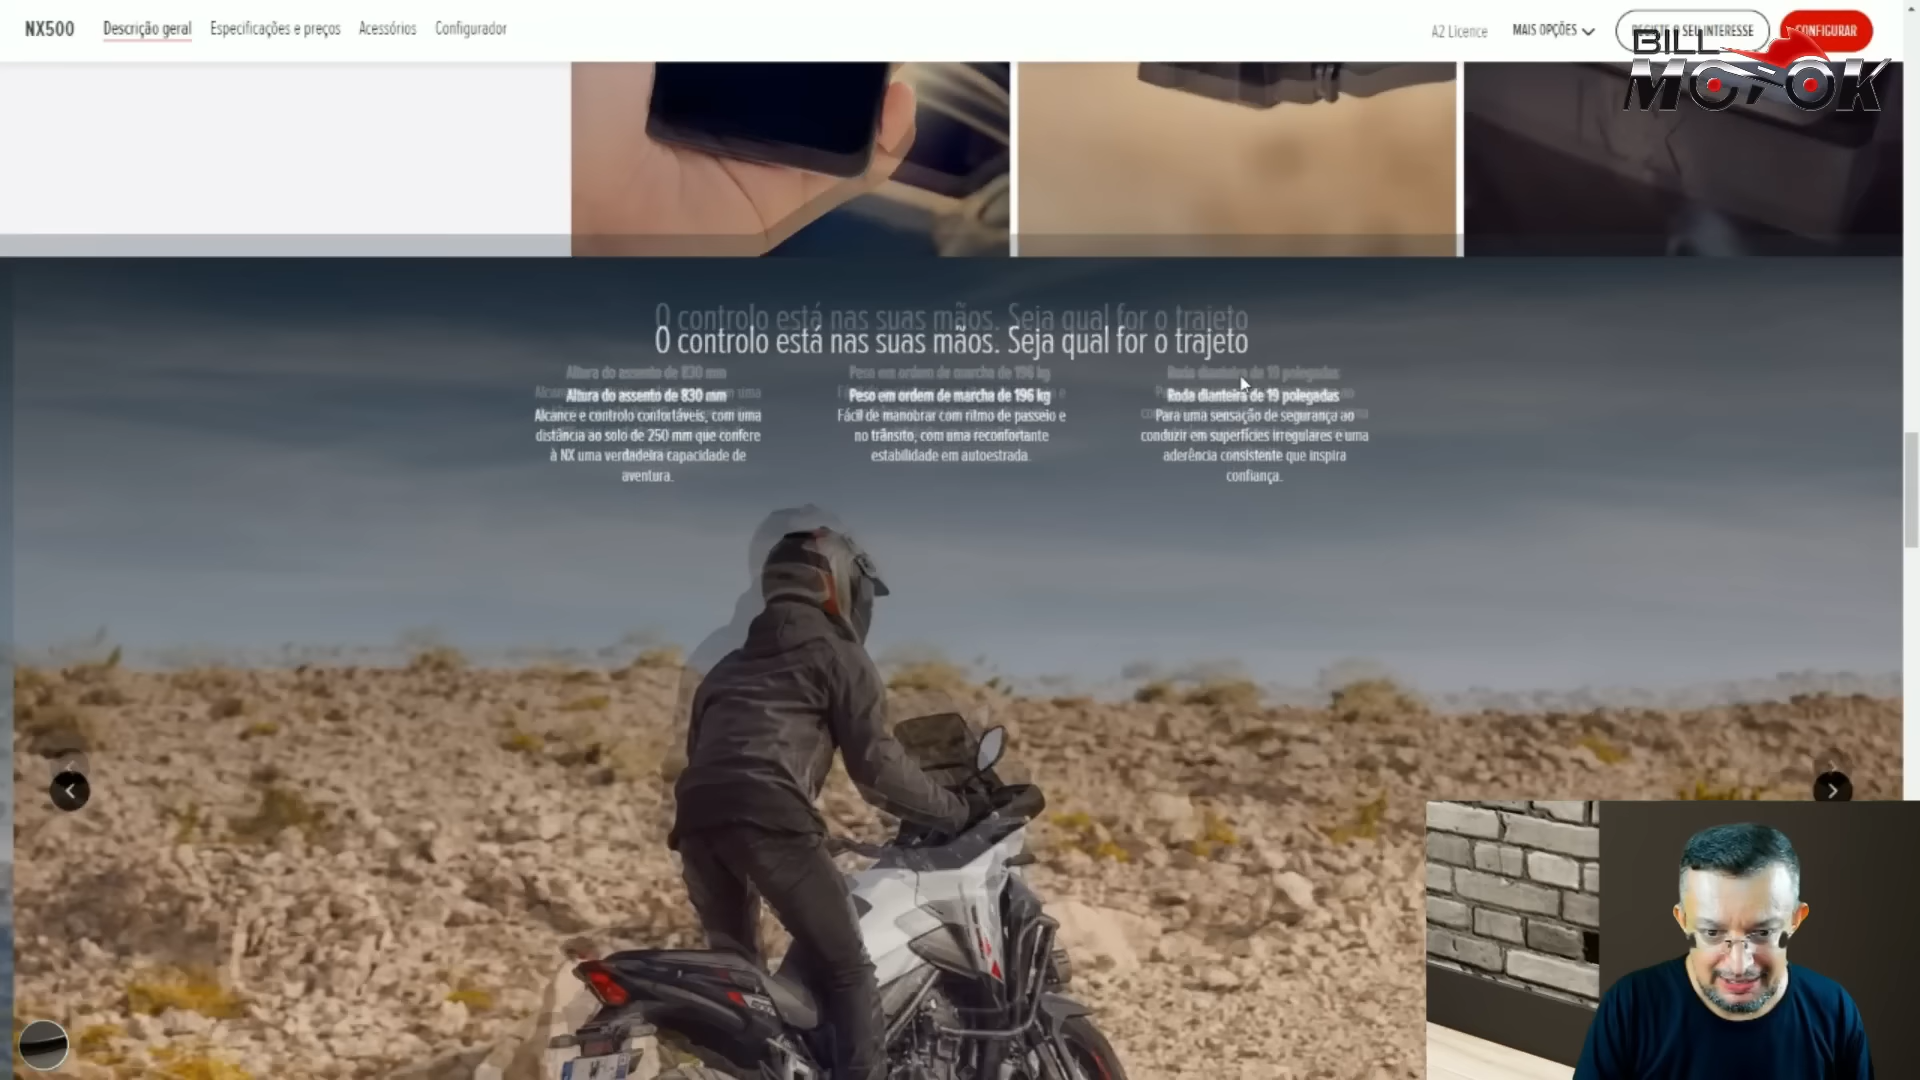 NX500
Descrição geral
Especificações e preços
Acessórios
Configurador
A2 Licence
MAIS OPÇÕES
REGISTE O SEU INTERESSE
CONFIGURAR
BILL
MOTOK
O controlo está nas suas mãos. Seja qual for o trajeto
Altura do assento de 830 mm
Alcance e controlo confortáveis, com uma
distância ao solo de 250 mm que confere
à NX uma verdadeira capacidade de
aventura.
Peso em ordem de marcha de 196 kg
Fácil de manobrar com ritmo de passeio e
no trânsito, com uma reconfortante
estabilidade em autoestrada.
Roda dianteira de 19 polegadas
Para uma sensação de segurança ao
conduzir em superfícies irregulares e uma
aderência consistente que inspira
confiança.